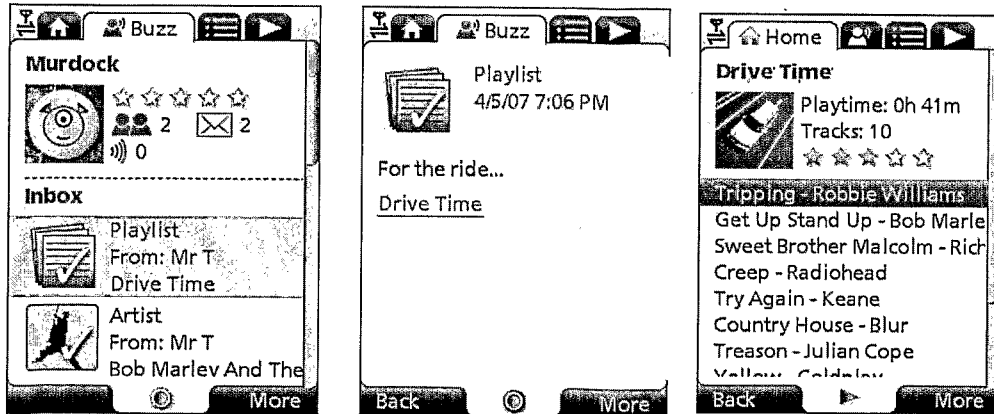 Buzz
Murdock
2 2
0
Inbox
Playlist
From: Mr T
Drive Time
Artist
From: Mr T
Bob Marley And The
More
Buzz
Playlist
4/5/07 7:06 PM
For the ride...
Drive Time
Back More
Home
Drive Time
Playtime: 0h 41m
Tracks: 10
Tripping - Robbie Williams
Get Up Stand Up - Bob Marle
Sweet Brother Malcolm - Rich
Creep - Radiohead
Try Again - Keane
Country House - Blur
Treason - Julian Cope
Yellow - Coldplay
Back More